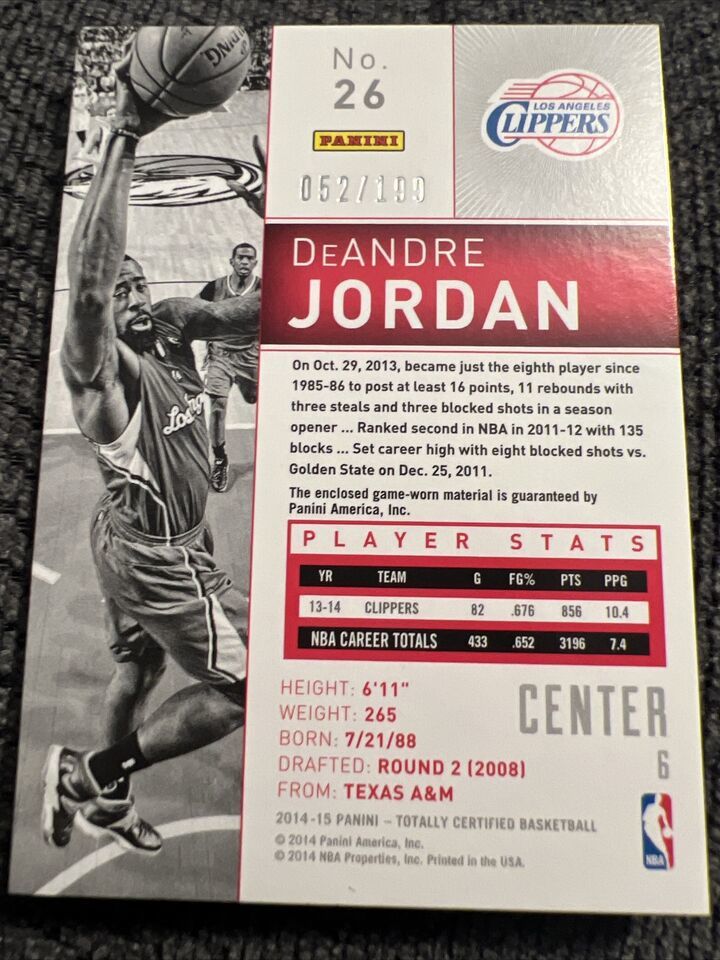 No.
26
PANINI
052/199
LOS ANGELES
CLIPPERS
DEANDRE
JORDAN
On Oct. 29, 2013, became just the eighth player since
1985-86 to post at least 16 points, 11 rebounds with
three steals and three blocked shots in a season
opener ... Ranked second in NBA in 2011-12 with 135
blocks ... Set career high with eight blocked shots vs.
Golden State on Dec. 25, 2011.
The enclosed game-worn material is guaranteed by
Panini America, Inc.
PLAYER STATS
YR TEAM G FG% PTS PPG
13-14 CLIPPERS 82 .676 856 10.4
NBA CAREER TOTALS 433 .652 3196 7.4
HEIGHT: 6'11"
WEIGHT: 265
BORN: 7/21/88
DRAFTED: ROUND 2 (2008)
FROM: TEXAS A&M
CENTER
6
2014-15 PANINI – TOTALLY CERTIFIED BASKETBALL
© 2014 Panini America, Inc.
© 2014 NBA Properties, Inc. Printed in the USA.
NBA